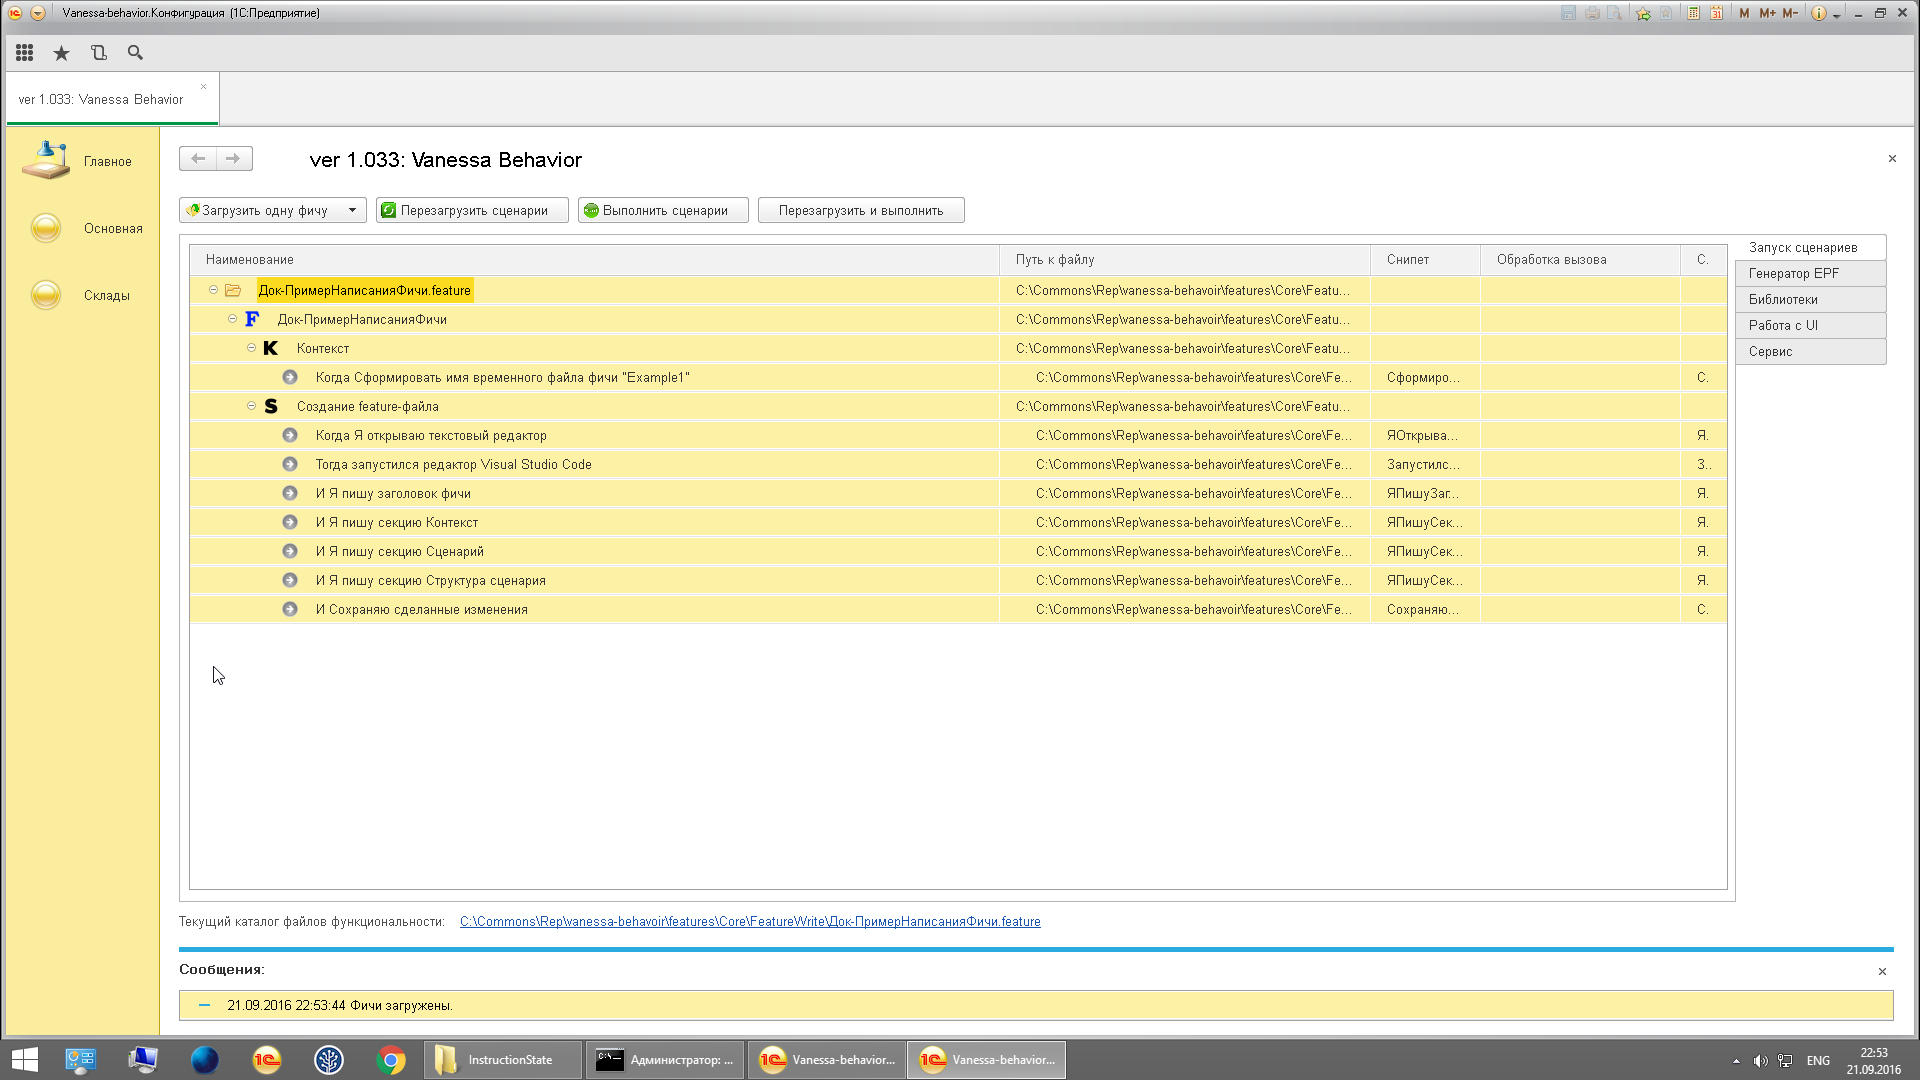 Vanessa-behavior.Конфигурация (1С:Предприятие)
M M+ M-
ver 1.033: Vanessa Behavior
Главное
Основная
Склады
ver 1.033: Vanessa Behavior
Загрузить одну фичу
Перезагрузить сценарии
Выполнить сценарии
Перезагрузить и выполнить
Наименование Путь к файлу Снипет Обработка вызова С.
Док-ПримерНаписанияФичи.feature C:\Commons\Rep\vanessa-behavoir\features\Core\Featu...
Док-ПримерНаписанияФичи C:\Commons\Rep\vanessa-behavoir\features\Core\Featu...
К Контекст C:\Commons\Rep\vanessa-behavoir\features\Core\Featu...
Когда Сформировать имя временного файла фичи "Example1" C:\Commons\Rep\vanessa-behavoir\features\Core\Fe... Сформиро... С.
S Создание feature-файла C:\Commons\Rep\vanessa-behavoir\features\Core\Featu...
Когда Я открываю текстовый редактор C:\Commons\Rep\vanessa-behavoir\features\Core\Fe... ЯОткрыва... Я.
Тогда запустился редактор Visual Studio Code C:\Commons\Rep\vanessa-behavoir\features\Core\Fe... Запустилс... З..
И Я пишу заголовок фичи C:\Commons\Rep\vanessa-behavoir\features\Core\Fe... ЯПишуЗаг... Я.
И Я пишу секцию Контекст C:\Commons\Rep\vanessa-behavoir\features\Core\Fe... ЯПишуСек... Я.
И Я пишу секцию Сценарий C:\Commons\Rep\vanessa-behavoir\features\Core\Fe... ЯПишуСек... Я.
И Я пишу секцию Структура сценария C:\Commons\Rep\vanessa-behavoir\features\Core\Fe... ЯПишуСек... Я.
И Сохраняю сделанные изменения C:\Commons\Rep\vanessa-behavoir\features\Core\Fe... Сохраняю... С.
Запуск сценариев
Генератор EPF
Библиотеки
Работа с UI
Сервис
Текущий каталог файлов функциональности: C:\Commons\Rep\vanessa-behavoir\features\Core\FeatureWrite\Док-ПримерНаписанияФичи.feature
Сообщения:
21.09.2016 22:53:44 Фичи загружены.
InstructionState
Администратор: ...
Vanessa-behavior...
Vanessa-behavior...
ENG
22:53
21.09.2016